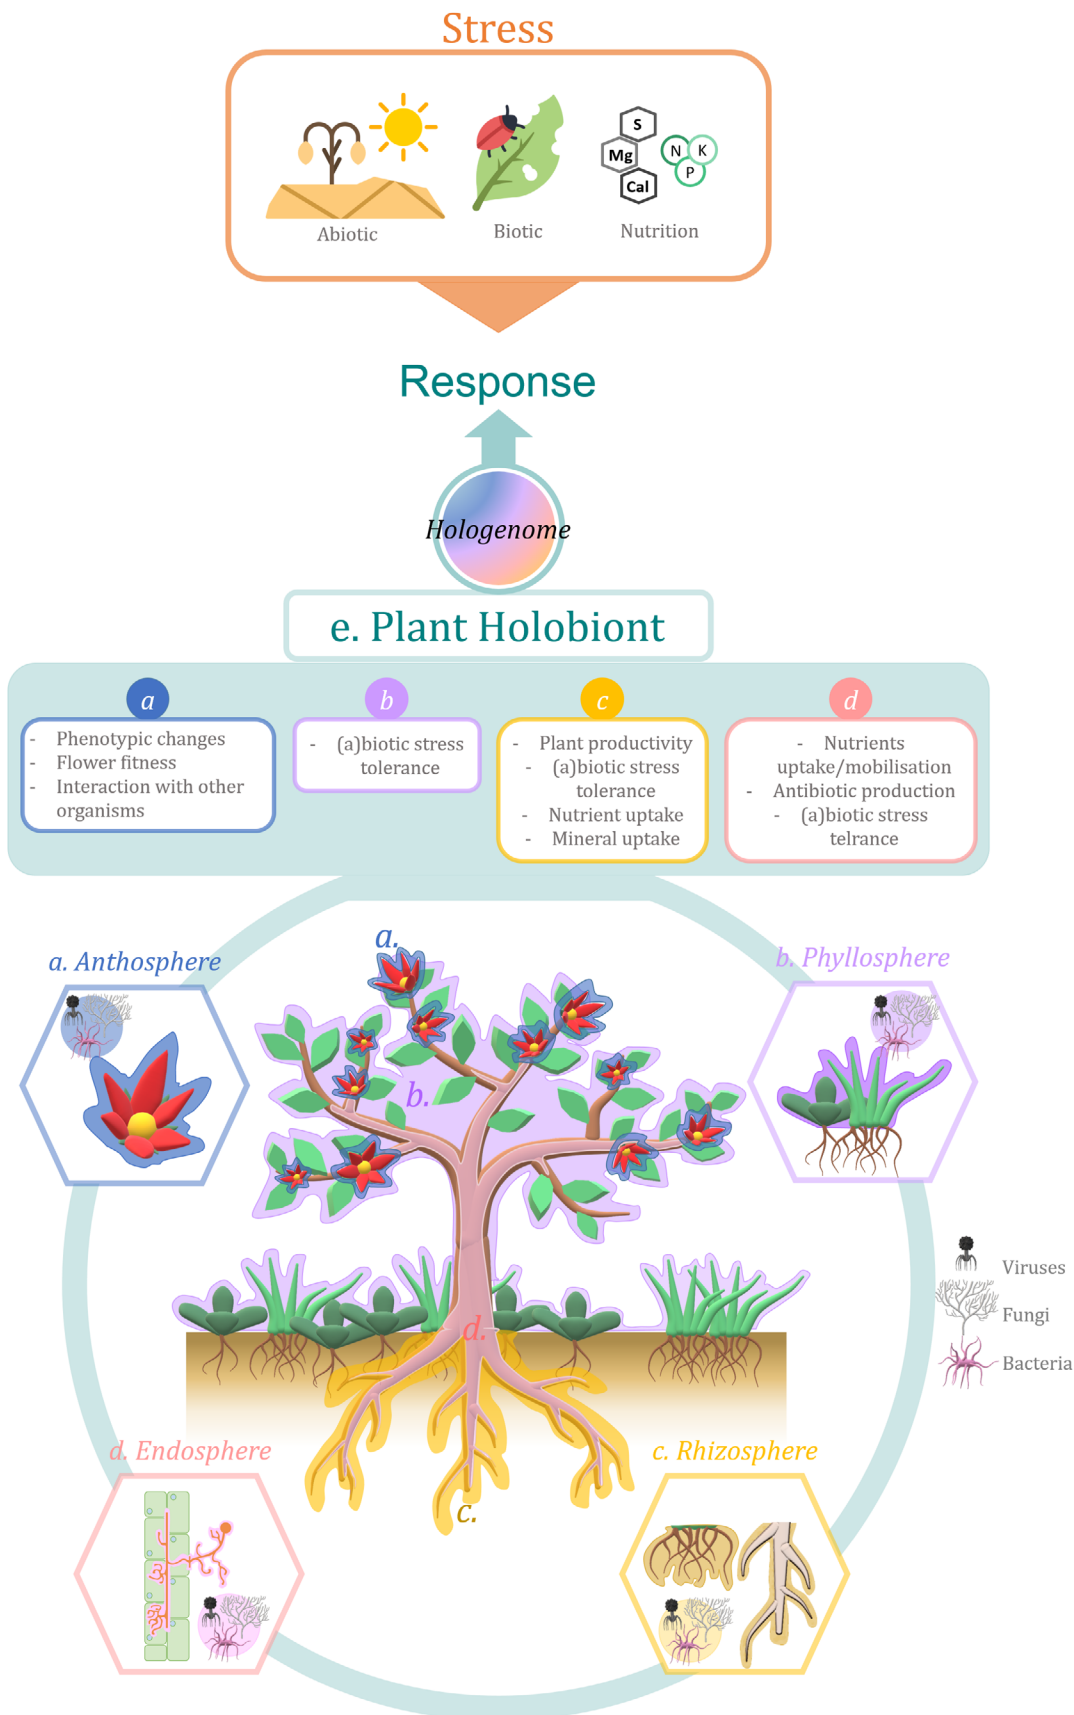 Stress
S
Mg
Cal
N
K
P
Abiotic
Biotic
Nutrition
Response
Hologenome
e. Plant Holobiont
a
b
c
d
- Phenotypic changes
- Flower fitness
- Interaction with other
organisms
- (a)biotic stress
tolerance
- Plant productivity
- (a)biotic stress
tolerance
- Nutrient uptake
- Mineral uptake
- Nutrients
uptake/mobilisation
- Antibiotic production
- (a)biotic stress
telrance
a.
a. Anthosphere
b. Phyllosphere
b.
Viruses
Fungi
Bacteria
d.
d. Endosphere
c. Rhizosphere
c.